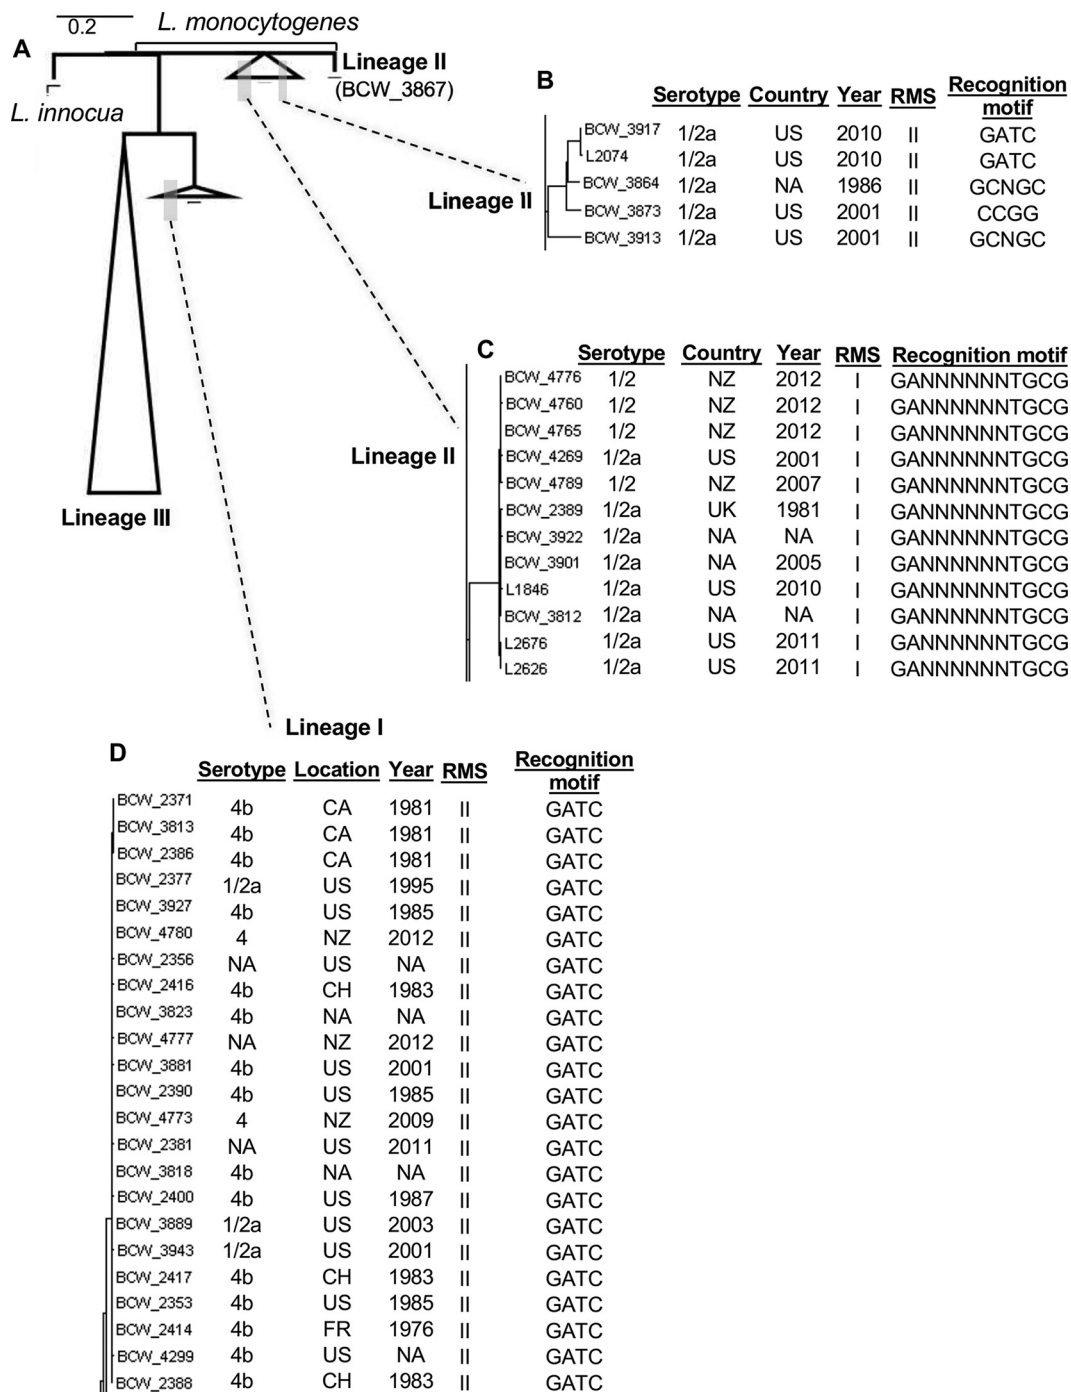 0.2
L. monocytogenes
A
Lineage II
(BCW_3867)
L. innocua
Lineage III
B
Serotype Country Year RMS Recognition motif
BCW_3917 1/2a US 2010 II GATC
L2074 1/2a US 2010 II GATC
BCW_3864 1/2a NA 1986 II GCNGC
BCW_3873 1/2a US 2001 II CCGG
BCW_3913 1/2a US 2001 II GCNGC
Lineage II
C
Serotype Country Year RMS Recognition motif
BCW_4776 1/2 NZ 2012 I GANNNNNNTGCG
BCW_4760 1/2 NZ 2012 I GANNNNNNTGCG
BCW_4765 1/2 NZ 2012 I GANNNNNNTGCG
BCW_4269 1/2a US 2001 I GANNNNNNTGCG
BCW_4789 1/2 NZ 2007 I GANNNNNNTGCG
BCW_2389 1/2a UK 1981 I GANNNNNNTGCG
BCW_3922 1/2a NA NA I GANNNNNNTGCG
BCW_3901 1/2a NA 2005 I GANNNNNNTGCG
L1846 1/2a US 2010 I GANNNNNNTGCG
BCW_3812 1/2a NA NA I GANNNNNNTGCG
L2676 1/2a US 2011 I GANNNNNNTGCG
L2626 1/2a US 2011 I GANNNNNNTGCG
Lineage II
Lineage I
D
Serotype Location Year RMS Recognition motif
BCW_2371 4b CA 1981 II GATC
BCW_3813 4b CA 1981 II GATC
BCW_2386 4b CA 1981 II GATC
BCW_2377 1/2a US 1995 II GATC
BCW_3927 4b US 1985 II GATC
BCW_4780 4 NZ 2012 II GATC
BCW_2356 NA US NA II GATC
BCW_2416 4b CH 1983 II GATC
BCW_3823 4b NA NA II GATC
BCW_4777 NA NZ 2012 II GATC
BCW_3881 4b US 2001 II GATC
BCW_2390 4b US 1985 II GATC
BCW_4773 4 NZ 2009 II GATC
BCW_2381 NA US 2011 II GATC
BCW_3818 4b NA NA II GATC
BCW_2400 4b US 1987 II GATC
BCW_3889 1/2a US 2003 II GATC
BCW_3943 1/2a US 2001 II GATC
BCW_2417 4b CH 1983 II GATC
BCW_2353 4b US 1985 II GATC
BCW_2414 4b FR 1976 II GATC
BCW_4299 4b US NA II GATC
BCW_2388 4b CH 1983 II GATC